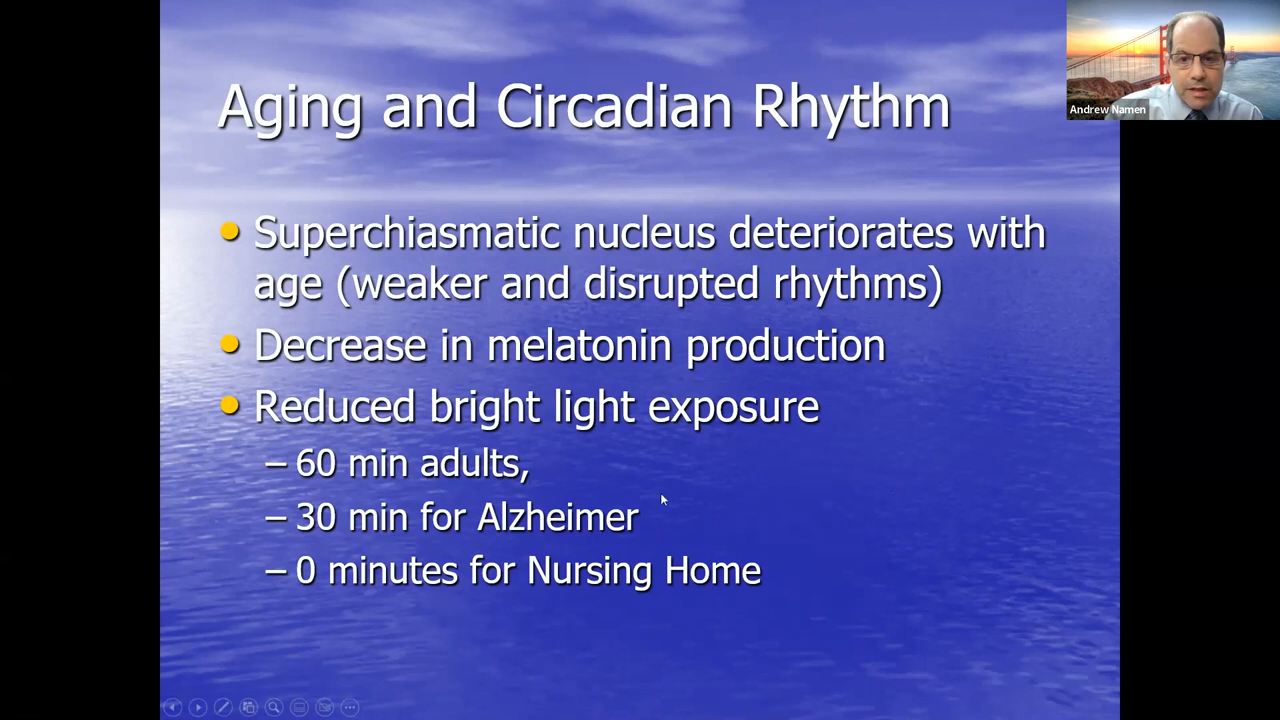 Aging and Circadian Rhythm
Andrew Namen
• Superchiasmatic nucleus deteriorates with
age (weaker and disrupted rhythms)
• Decrease in melatonin production
• Reduced bright light exposure
– 60 min adults,
– 30 min for Alzheimer
– 0 minutes for Nursing Home